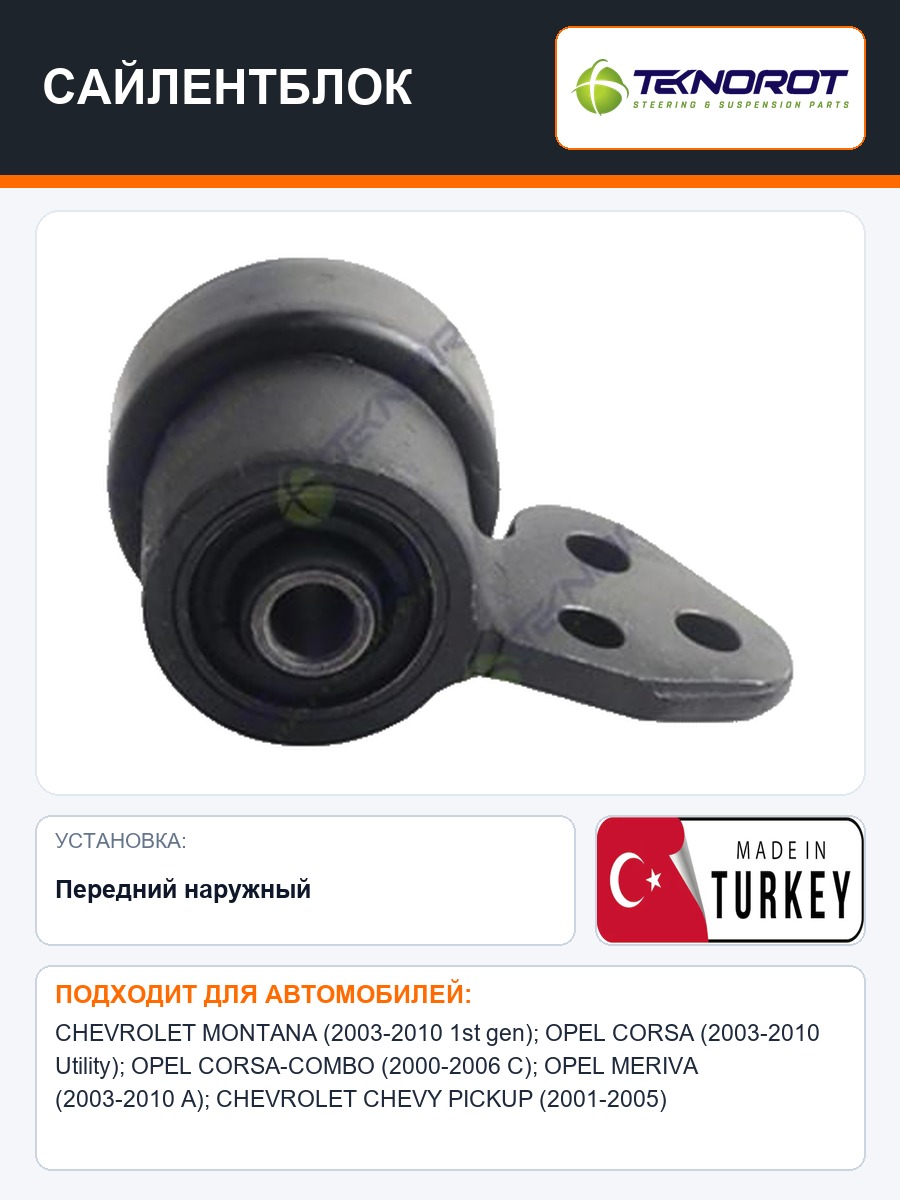 САЙЛЕНТБЛОК
TEKNOROT
STEERING & SUSPENSION PARTS
УСТАНОВКА:
Передний наружный
MADE IN
TURKEY
ПОДХОДИТ ДЛЯ АВТОМОБИЛЕЙ:
CHEVROLET MONTANA (2003-2010 1st gen); OPEL CORSA (2003-2010
Utility); OPEL CORSA-COMBO (2000-2006 C); OPEL MERIVA
(2003-2010 A); CHEVROLET CHEVY PICKUP (2001-2005)